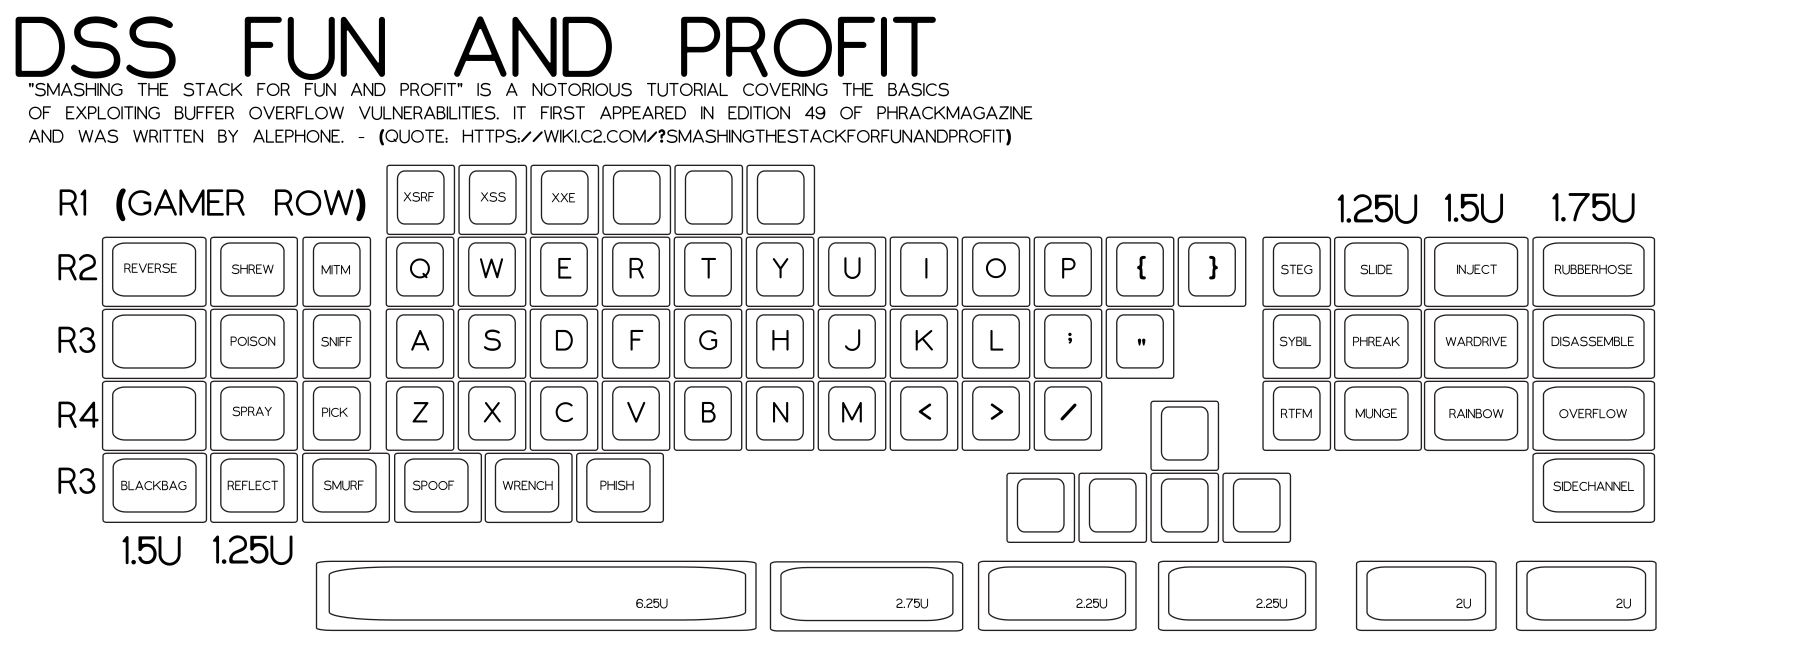 DSS FUN AND PROFIT
"SMASHING THE STACK FOR FUN AND PROFIT" IS A NOTORIOUS TUTORIAL COVERING THE BASICS
OF EXPLOITING BUFFER OVERFLOW VULNERABILITIES. IT FIRST APPEARED IN EDITION 49 OF PHRACKMAGAZINE
AND WAS WRITTEN BY ALEPHONE. - (QUOTE: HTTPS://WIKI.C2.COM/?SMASHINGTHESTACKFORFUNANDPROFIT)
R1 (GAMER ROW) XSRF XSS XXE 1.25U 1.5U 1.75U
R2 REVERSE SHREW MITM Q W E R T Y U I O P { } STEG SLIDE INJECT RUBBERHOSE
R3 POISON SNIFF A S D F G H J K L ; " SYBIL PHREAK WARDRIVE DISASSEMBLE
R4 SPRAY PICK Z X C V B N M < > / RTFM MUNGE RAINBOW OVERFLOW
R3 BLACKBAG REFLECT SMURF SPOOF WRENCH PHISH SIDECHANNEL
1.5U 1.25U
6.25U 2.75U 2.25U 2.25U 2U 2U